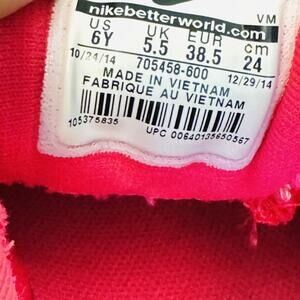 nikebetterworld.com
VM
US UK EUR cm
6Y 5.5 38.5 24
10/24/14 705458-600 12/29/14
MADE IN VIETNAM
FABRIQUE AU VIETNAM
105375835
UPC 00640135650567